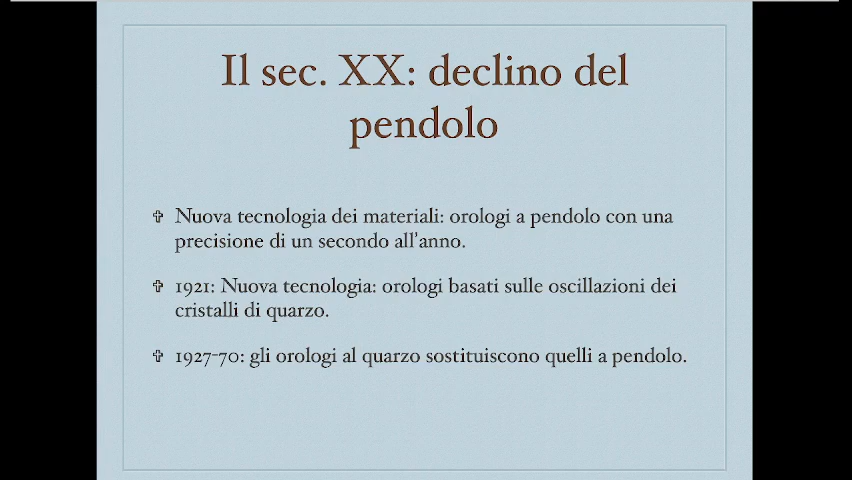 Il sec. XX: declino del
pendolo
✞ Nuova tecnologia dei materiali: orologi a pendolo con una
precisione di un secondo all'anno.
✞ 1921: Nuova tecnologia: orologi basati sulle oscillazioni dei
cristalli di quarzo.
✞ 1927-70: gli orologi al quarzo sostituiscono quelli a pendolo.